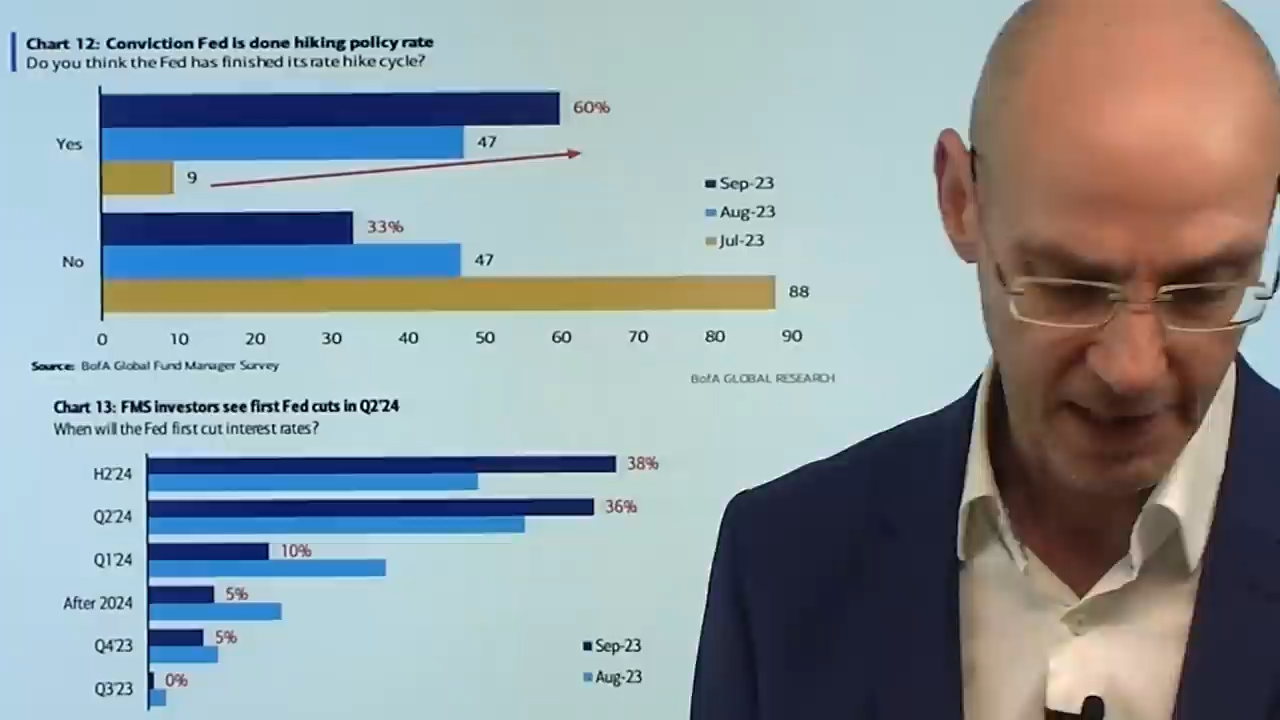 Chart 12: Conviction Fed is done hiking policy rate
Do you think the Fed has finished its rate hike cycle?
Yes
60%
47
9
No
33%
47
88
Sep-23
Aug-23
Jul-23
0 10 20 30 40 50 60 70 80 90
Source: BofA Global Fund Manager Survey
BofA GLOBAL RESEARCH
Chart 13: FMS investors see first Fed cuts in Q2'24
When will the Fed first cut interest rates?
H2'24 38%
Q2'24 36%
Q1'24 10%
After 2024 5%
Q4'23 5%
Q3'23 0%
Sep-23
Aug-23